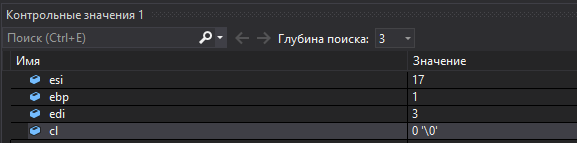 Контрольные значения 1
Поиск (Ctrl+E) Глубина поиска: 3
Имя Значение
esi 17
ebp 1
edi 3
cl 0 '\0'